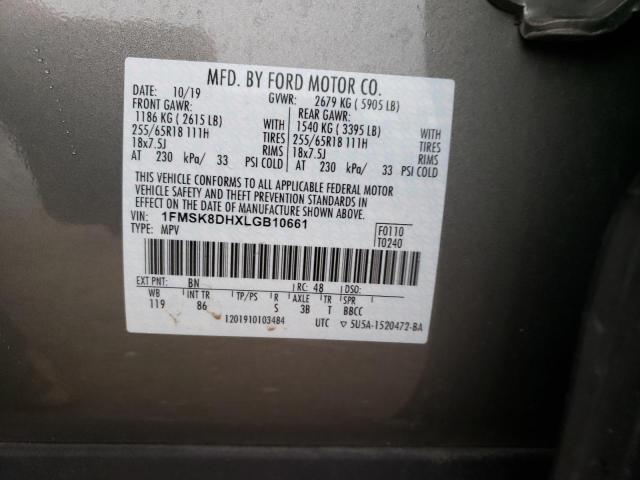 MFD. BY FORD MOTOR CO.
DATE: 10/19 GVWR: 2679 KG ( 5905 LB)
FRONT GAWR: REAR GAWR:
1186 KG ( 2615 LB) WITH 1540 KG ( 3395 LB) WITH
255/65R18 111H TIRES 255/65R18 111H TIRES
18x7.5J RIMS 18x7.5J RIMS
AT 230 kPa/ 33 PSI COLD AT 230 kPa/ 33 PSI COLD
THIS VEHICLE CONFORMS TO ALL APPLICABLE FEDERAL MOTOR
VEHICLE SAFETY AND THEFT PREVENTION STANDARDS IN
EFFECT ON THE DATE OF MANUFACTURE SHOWN ABOVE.
VIN: 1FMSK8DHXLGB10661 F0110
TYPE: MPV T0240
EXT PNT: BN RC: 48 DSO:
WB INT TR TP/PS R AXLE TR SPR
119 86 S 3B T BBCC
1201910103484 UTC ▽ 5U5A-1520472-BA